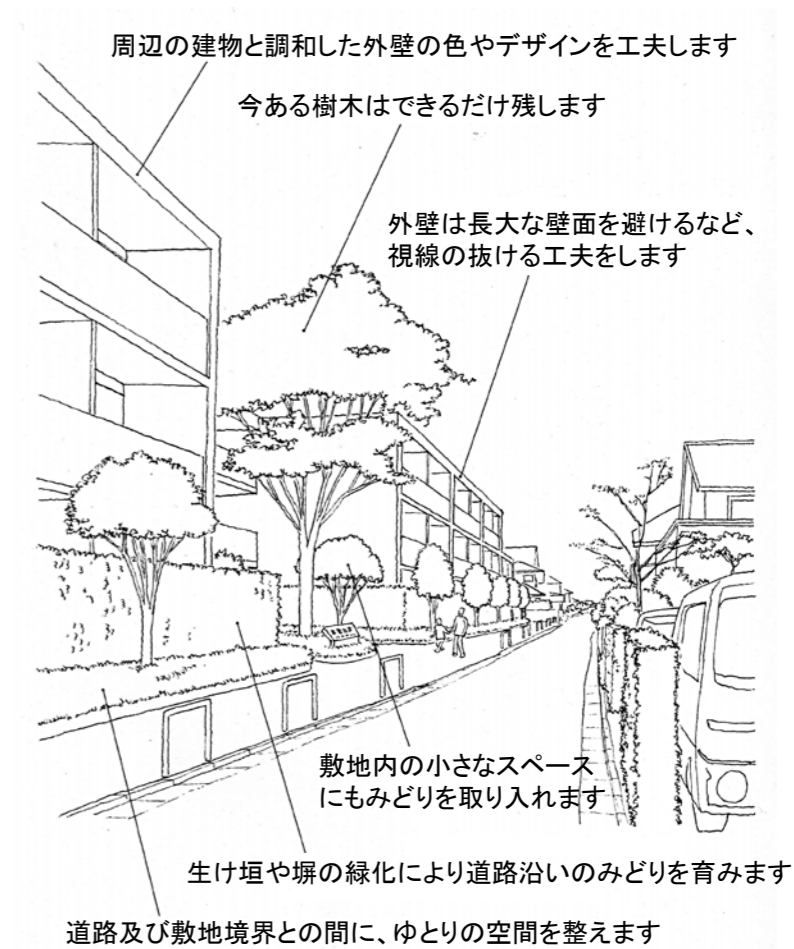 周辺の建物と調和した外壁の色やデザインを工夫します
今ある樹木はできるだけ残します
外壁は長大な壁面を避けるなど、
視線の抜ける工夫をします
敷地内の小さなスペース
にもみどりを取り入れます
生け垣や塀の緑化により道路沿いのみどりを育みます
道路及び敷地境界との間に、ゆとりの空間を整えます